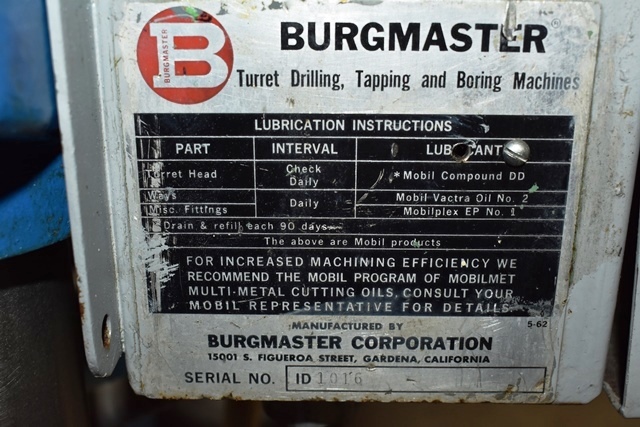 B
BURGMASTER
BURGMASTER®
Turret Drilling, Tapping and Boring Machines
LUBRICATION INSTRUCTIONS
PART INTERVAL LUBRICANT
Turret Head Check Daily *Mobil Compound DD
Ways Daily Mobil Vactra Oil No. 2
Misc. Fittings Mobilplex EP No. 1
*Drain & refill each 90 days
The above are Mobil products
FOR INCREASED MACHINING EFFICIENCY WE
RECOMMEND THE MOBIL PROGRAM OF MOBILMET
MULTI-METAL CUTTING OILS. CONSULT YOUR
MOBIL REPRESENTATIVE FOR DETAILS.
5-62
MANUFACTURED BY
BURGMASTER CORPORATION
15001 S. FIGUEROA STREET, GARDENA, CALIFORNIA
SERIAL NO. ID1016